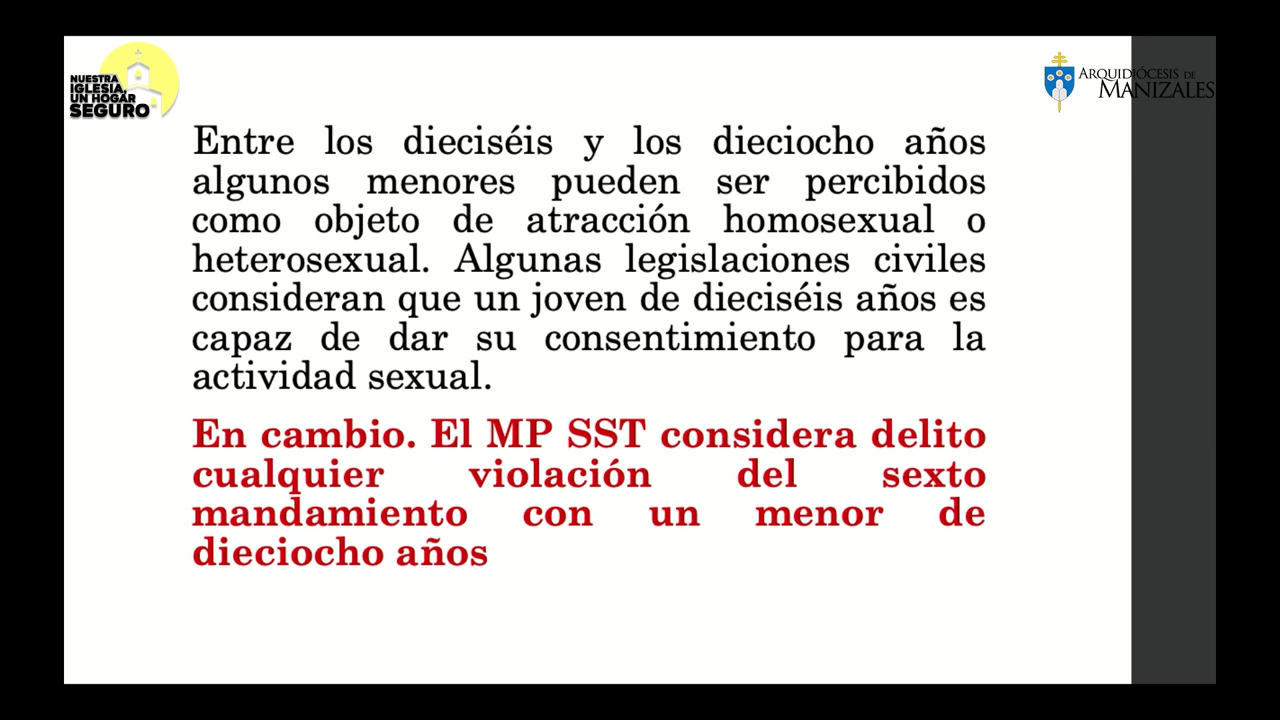 NUESTRA
IGLESIA,
UN HOGAR
SEGURO
ARQUIDIÓCESIS DE
MANIZALES
Entre los dieciséis y los dieciocho años
algunos menores pueden ser percibidos
como objeto de atracción homosexual o
heterosexual. Algunas legislaciones civiles
consideran que un joven de dieciséis años es
capaz de dar su consentimiento para la
actividad sexual.
En cambio. El MP SST considera delito
cualquier violación del sexto
mandamiento con un menor de
dieciocho años